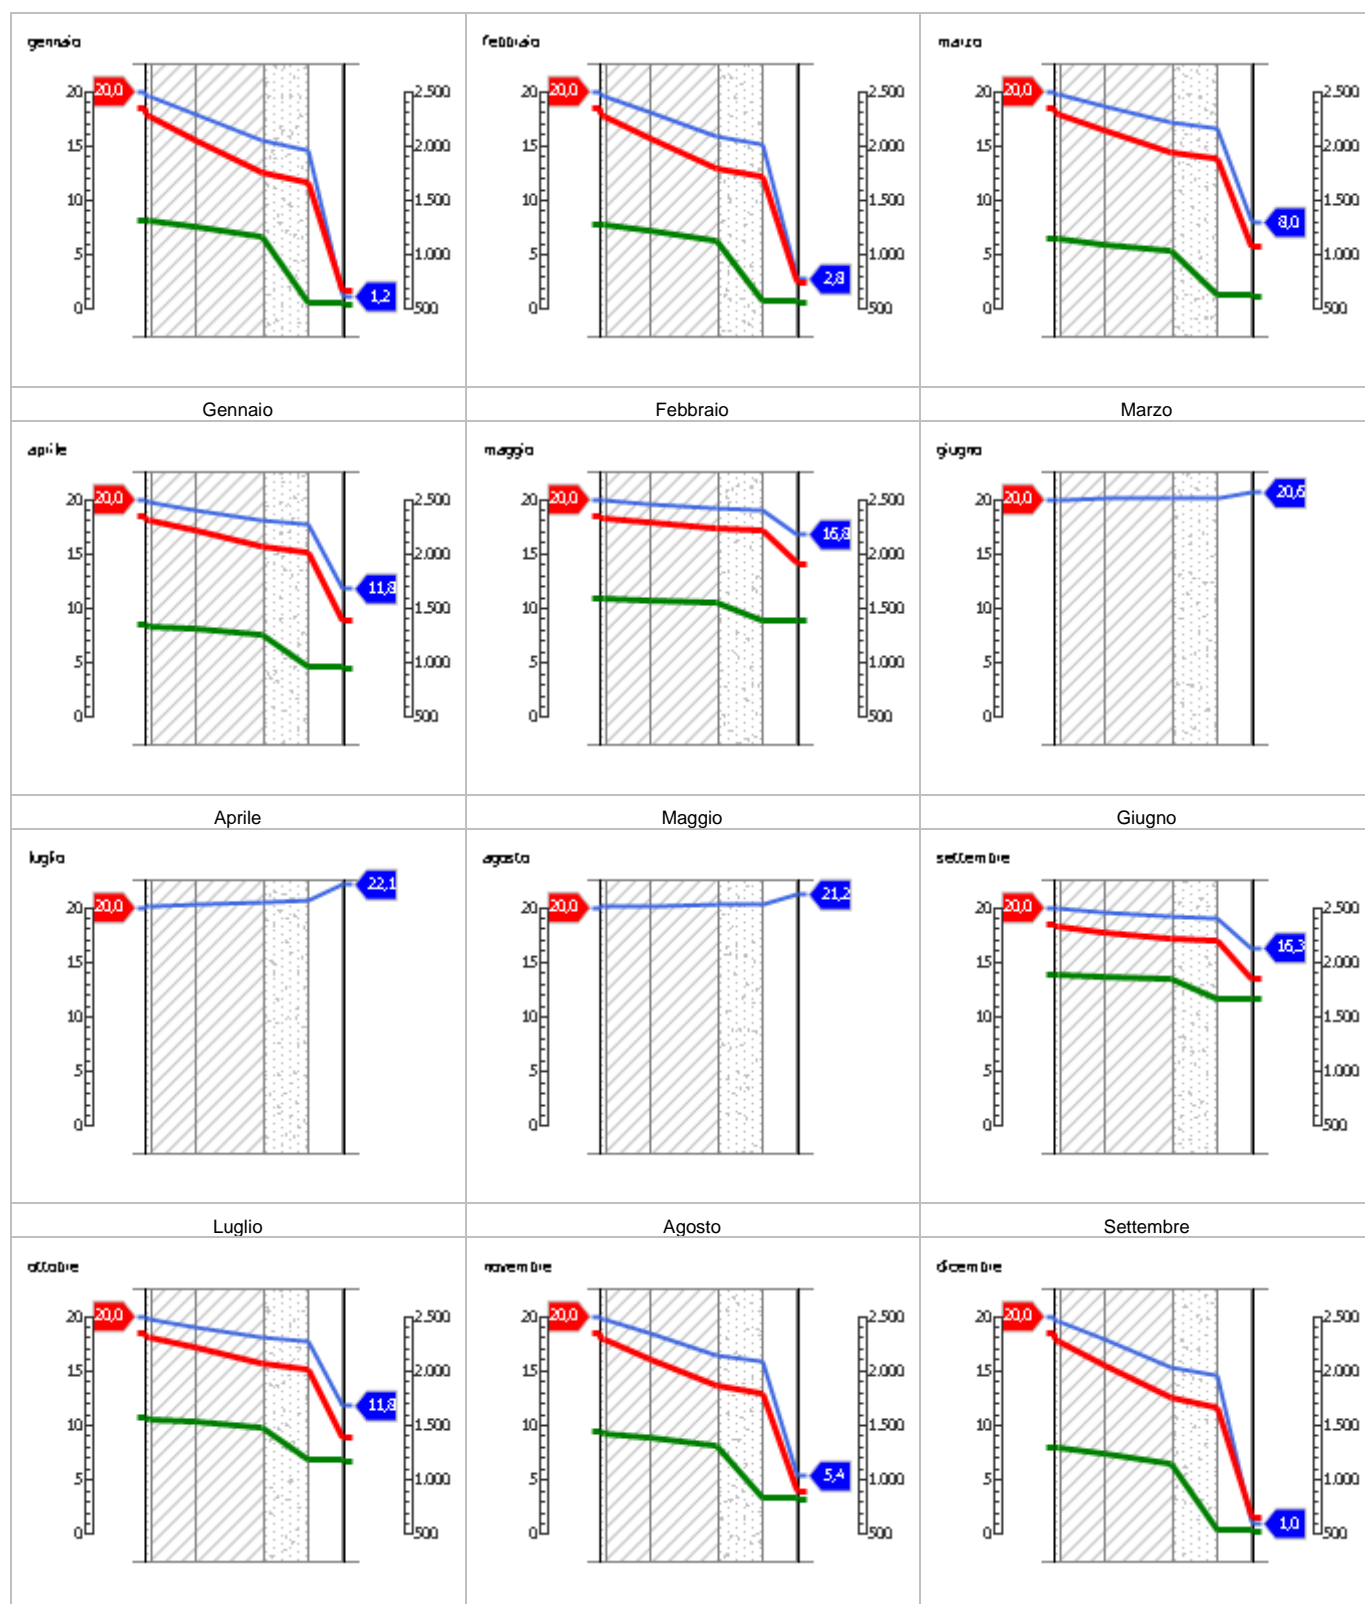 gennaio
febbraio
marzo
20 20,0 2.500
20 20,0 2.500
20 20,0 2.500
15 2.000
15 2.000
15 2.000
10 1.500
10 1.500
10 8,0 1.500
5 1.000
5 2,8 1.000
5 1.000
0 1,2 500
0 500
0 500
Gennaio
Febbraio
Marzo
aprile
maggio
giugno
20 20,0 2.500
20 20,0 2.500
20 20,0 20,6
15 2.000
15 16,8 2.000
15
10 11,8 1.500
10 1.500
10
5 1.000
5 1.000
5
0 500
0 500
0
Aprile
Maggio
Giugno
luglio
agosto
settembre
20 20,0 22,1
20 20,0 21,2
20 20,0 2.500
15
15
15 16,3 2.000
10
10
10 1.500
5
5
5 1.000
0
0
0 500
Luglio
Agosto
Settembre
ottobre
novembre
dicembre
20 20,0 2.500
20 20,0 2.500
20 20,0 2.500
15 2.000
15 2.000
15 2.000
10 11,8 1.500
10 1.500
10 1.500
5 1.000
5 5,4 1.000
5 1.000
0 500
0 500
0 1,0 500